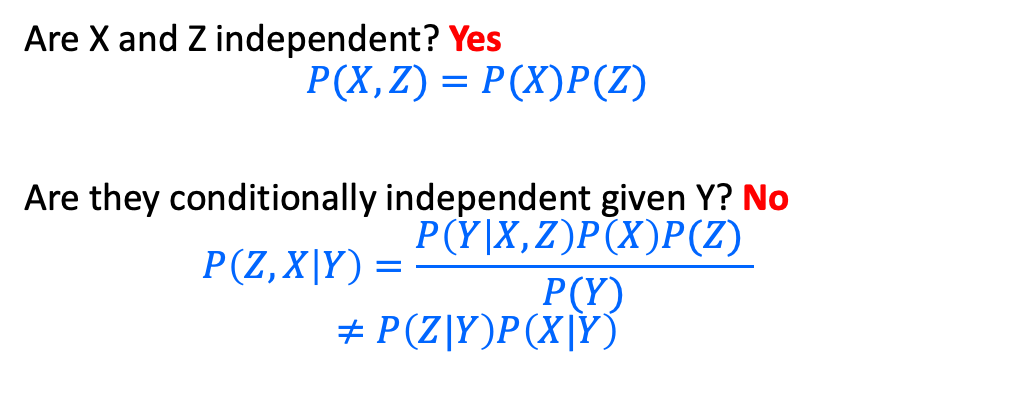 Are X and Z independent? Yes
P(X, Z) = P(X)P(Z)
Are they conditionally independent given Y? No
P(Z, X|Y) = P(Y|X, Z)P(X)P(Z)
P(Y)
≠ P(Z|Y)P(X|Y)